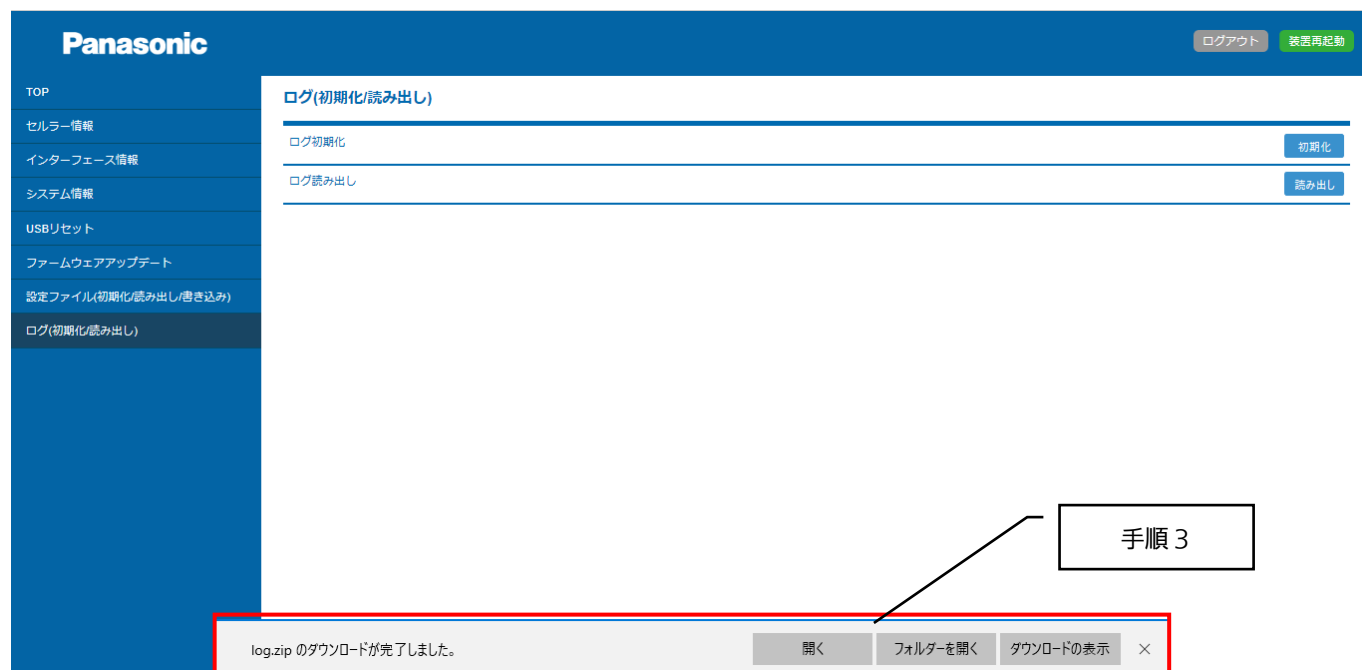 Panasonic
ログアウト
装置再起動
TOP
セルラー情報
インターフェース情報
システム情報
USBリセット
ファームウェアアップデート
設定ファイル(初期化/読み出し/書き込み)
ログ(初期化/読み出し)
ログ(初期化/読み出し)
ログ初期化
初期化
ログ読み出し
読み出し
手順３
log.zip のダウンロードが完了しました。
開く
フォルダーを開く
ダウンロードの表示